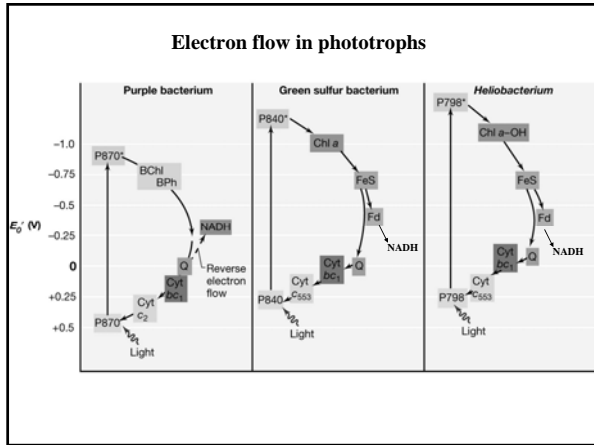 Electron flow in phototrophs
Purple bacterium
Green sulfur bacterium
Heliobacterium
E0′ (V)
–1.0
–0.75
–0.5
–0.25
0
+0.25
+0.5
P870*
BChl
BPh
NADH
Q
Reverse
electron
flow
Cyt
bc1
Cyt
c2
P870
Light
P840*
Chl a
FeS
Fd
NADH
Q
Cyt
bc1
Cyt
c553
P840
Light
P798*
Chl a–OH
FeS
Fd
NADH
Q
Cyt
bc1
Cyt
c553
P798
Light